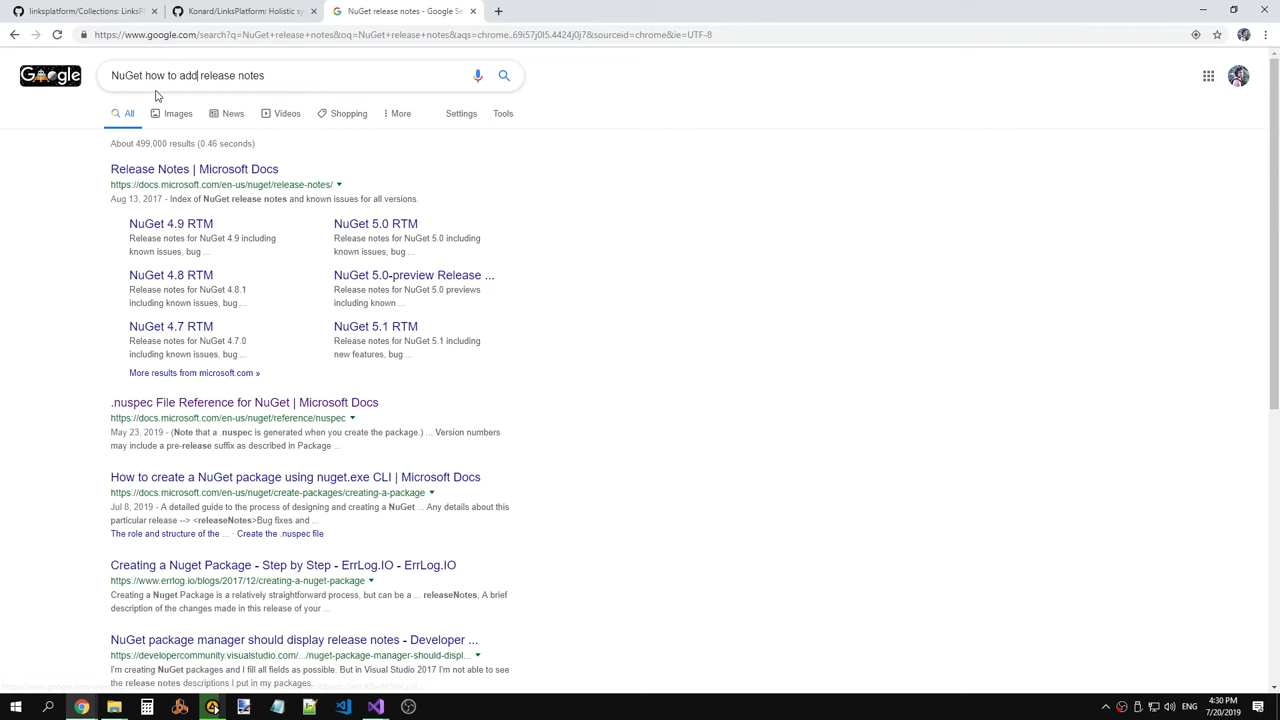 linksplatform/Collections: LinksPl
Konard/LinksPlatform: Holistic sy
NuGet release notes - Google Se
https://www.google.com/search?q=NuGet+release+notes&oq=NuGet+release+notes&aqs=chrome..69i57j0l5.4424j0j7&sourceid=chrome&ie=UTF-8
Google
NuGet how to add release notes
All Images News Videos Shopping More Settings Tools
About 499,000 results (0.46 seconds)
Release Notes | Microsoft Docs
https://docs.microsoft.com/en-us/nuget/release-notes/
Aug 13, 2017 - Index of NuGet release notes and known issues for all versions.
NuGet 4.9 RTM
Release notes for NuGet 4.9 including
known issues, bug ...
NuGet 5.0 RTM
Release notes for NuGet 5.0 including
known issues, bug ...
NuGet 4.8 RTM
Release notes for NuGet 4.8.1
including known issues, bug ...
NuGet 5.0-preview Release ...
Release notes for NuGet 5.0 previews
including known ...
NuGet 4.7 RTM
Release notes for NuGet 4.7.0
including known issues, bug ...
NuGet 5.1 RTM
Release notes for NuGet 5.1 including
new features, bug ...
More results from microsoft.com »
.nuspec File Reference for NuGet | Microsoft Docs
https://docs.microsoft.com/en-us/nuget/reference/nuspec
May 23, 2019 - (Note that a .nuspec is generated when you create the package.) ... Version numbers
may include a pre-release suffix as described in Package ...
How to create a NuGet package using nuget.exe CLI | Microsoft Docs
https://docs.microsoft.com/en-us/nuget/create-packages/creating-a-package
Jul 8, 2019 - A detailed guide to the process of designing and creating a NuGet ... Any details about this
particular release --> <releaseNotes>Bug fixes and ...
The role and structure of the ... · Create the .nuspec file
Creating a Nuget Package - Step by Step - ErrLog.IO - ErrLog.IO
https://www.errlog.io/blogs/2017/12/creating-a-nuget-package
Creating a Nuget Package is a relatively straightforward process, but can be a ... releaseNotes, A brief
description of the changes made in this release of your ...
NuGet package manager should display release notes - Developer ...
https://developercommunity.visualstudio.com/.../nuget-package-manager-should-displ...
I'm creating NuGet packages and I fill all fields as possible. But in Visual Studio 2017 I'm not able to see
the release notes descriptions I put in my packages.
ENG
4:30 PM
7/20/2019